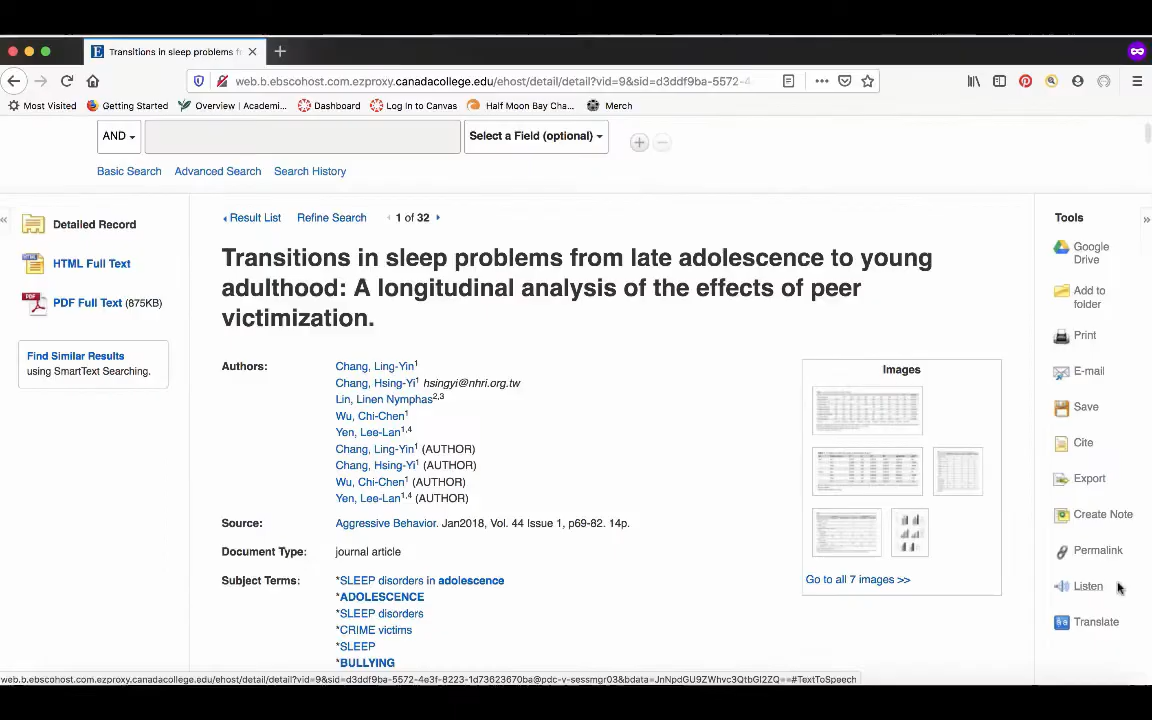 Transitions in sleep problems f
web.b.ebscohost.com.ezproxy.canadacollege.edu/ehost/detail/detail?vid=9&sid=d3ddf9ba-5572-4
Most Visited Getting Started Overview | Academi... Dashboard Log In to Canvas Half Moon Bay Cha... Merch
AND Select a Field (optional)
Basic Search Advanced Search Search History
Detailed Record
HTML Full Text
PDF Full Text (875KB)
Find Similar Results
using SmartText Searching.
Result List Refine Search 1 of 32
Transitions in sleep problems from late adolescence to young
adulthood: A longitudinal analysis of the effects of peer
victimization.
Authors: Chang, Ling-Yin1
Chang, Hsing-Yi1 hsingyi@nhri.org.tw
Lin, Linen Nymphas2,3
Wu, Chi-Chen1
Yen, Lee-Lan1,4
Chang, Ling-Yin1 (AUTHOR)
Chang, Hsing-Yi1 (AUTHOR)
Wu, Chi-Chen1 (AUTHOR)
Yen, Lee-Lan1,4 (AUTHOR)
Source: Aggressive Behavior. Jan2018, Vol. 44 Issue 1, p69-82. 14p.
Document Type: journal article
Subject Terms: *SLEEP disorders in adolescence
*ADOLESCENCE
*SLEEP disorders
*CRIME victims
*SLEEP
*BULLYING
Images
Go to all 7 images >>
Tools
Google
Drive
Add to
folder
Print
E-mail
Save
Cite
Export
Create Note
Permalink
Listen
Translate
web.b.ebscohost.com.ezproxy.canadacollege.edu/ehost/detail/detail?vid=9&sid=d3ddf9ba-5572-4e3f-8223-1d73623670ba@pdc-v-sessmgr03&bdata=JnNpdGU9ZWhvc3QtbGl2ZQ==#TextToSpeech